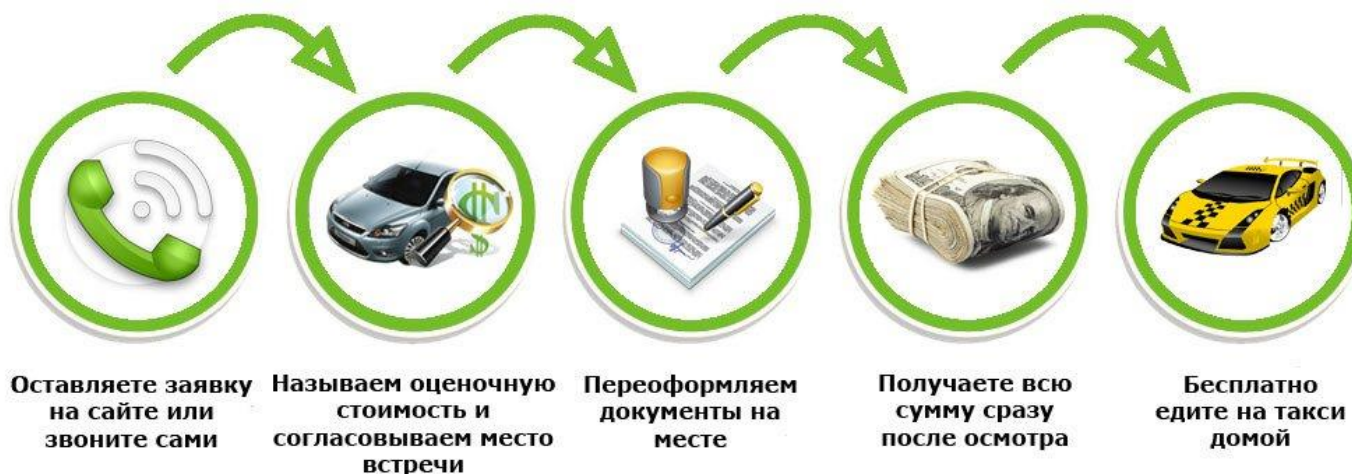 Оставляете заявку
на сайте или
звоните сами
Называем оценочную
стоимость и
согласовываем место
встречи
Переоформляем
документы на
месте
Получаете всю
сумму сразу
после осмотра
Бесплатно
едите на такси
домой